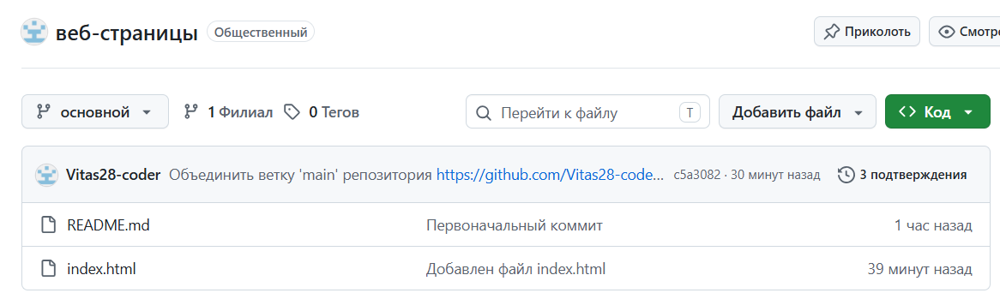 веб-страницы Общественный Приколоть Смотре
основной 1 Филиал 0 Тегов Перейти к файлу T Добавить файл Код
Vitas28-coder Объединить ветку 'main' репозитория https://github.com/Vitas28-code... c5a3082 · 30 минут назад 3 подтверждения
README.md Первоначальный коммит 1 час назад
index.html Добавлен файл index.html 39 минут назад